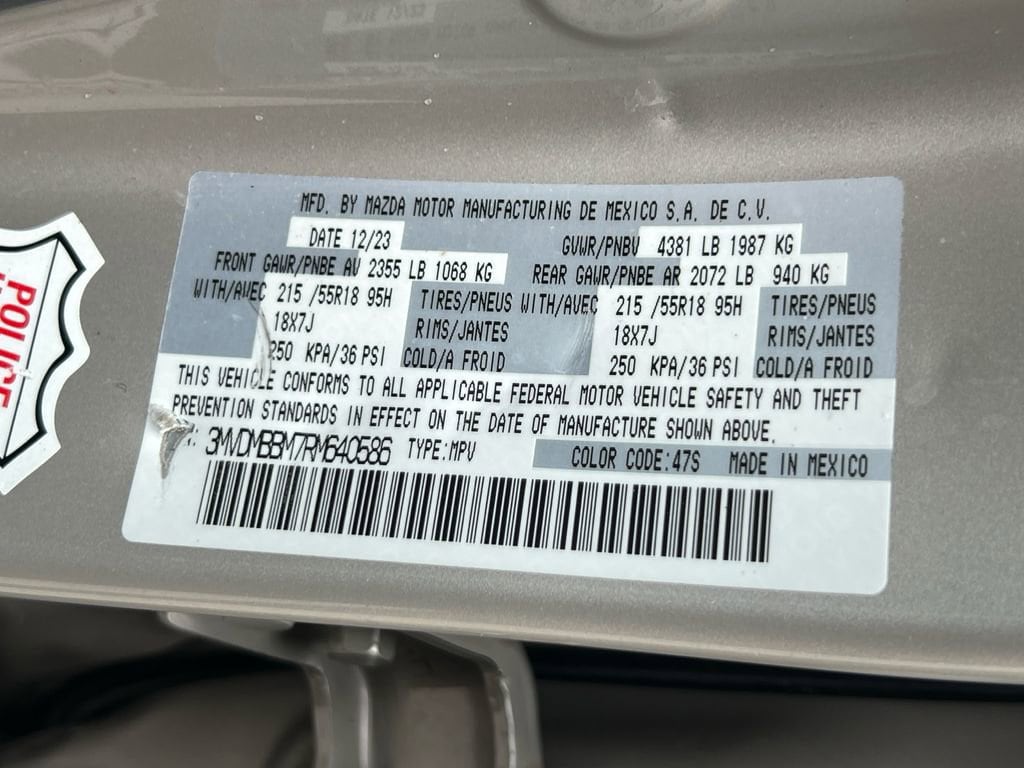 MFD. BY MAZDA MOTOR MANUFACTURING DE MEXICO S.A. DE C.V.
DATE 12/23 GVWR/PNBV 4381 LB 1987 KG
FRONT GAWR/PNBE AV 2355 LB 1068 KG REAR GAWR/PNBE AR 2072 LB 940 KG
WITH/AVEC 215 /55R18 95H TIRES/PNEUS WITH/AVEC 215 /55R18 95H TIRES/PNEUS
18X7J RIMS/JANTES 18X7J RIMS/JANTES
250 KPA/36 PSI COLD/A FROID 250 KPA/36 PSI COLD/A FROID
THIS VEHICLE CONFORMS TO ALL APPLICABLE FEDERAL MOTOR VEHICLE SAFETY AND THEFT
PREVENTION STANDARDS IN EFFECT ON THE DATE OF MANUFACTURE SHOWN ABOVE.
3MVDMBBM7RM640586 TYPE:MPV COLOR CODE:47S MADE IN MEXICO
POLICE